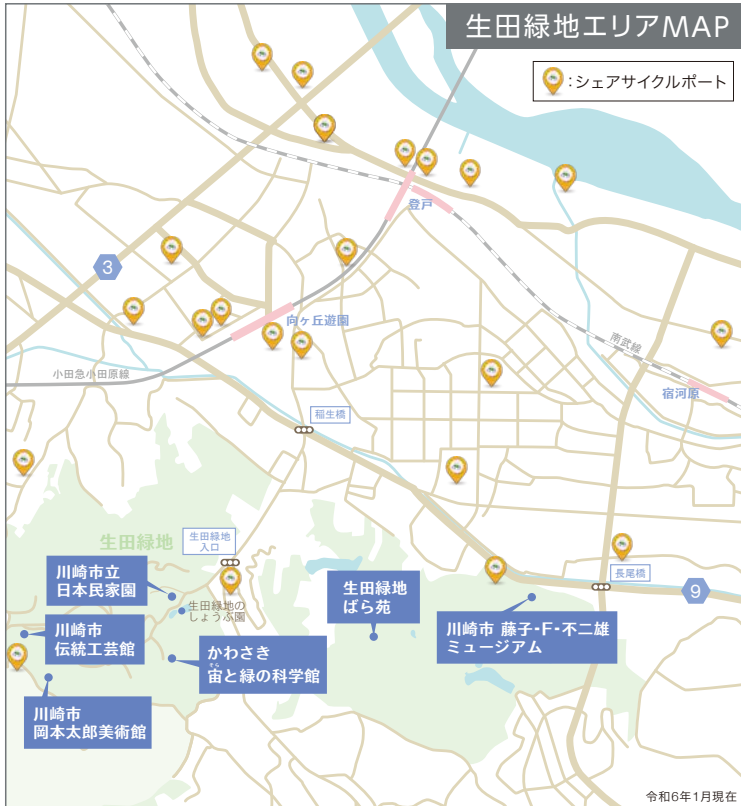 生田緑地エリアMAP
:シェアサイクルポート
登戸
3
向ヶ丘遊園
南武線
小田急小田原線
宿河原
稲生橋
生田緑地
生田緑地
入口
川崎市立
日本民家園
生田緑地の
しょうぶ園
生田緑地
ばら苑
長尾橋
9
川崎市
伝統工芸館
かわさき
そら
宙と緑の科学館
川崎市 藤子・F・不二雄
ミュージアム
川崎市
岡本太郎美術館
令和6年1月現在